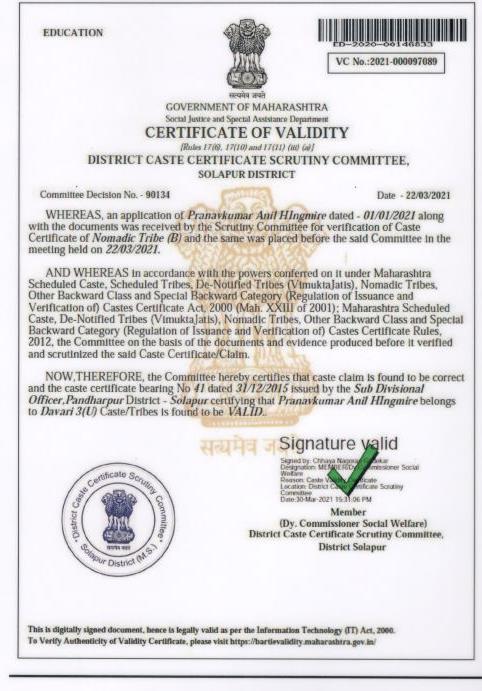 EDUCATION
ED-2020-00146833
VC No.:2021-000097089
सत्यमेव जयते
GOVERNMENT OF MAHARASHTRA
Social Justice and Special Assistance Department
CERTIFICATE OF VALIDITY
[Rules 17(6), 17(10) and 17(11) (iii) (a)]
DISTRICT CASTE CERTIFICATE SCRUTINY COMMITTEE,
SOLAPUR DISTRICT
Committee Decision No. - 90134 Date - 22/03/2021
WHEREAS, an application of Pranavkumar Anil HIngmire dated - 01/01/2021 along
with the documents was received by the Scrutiny Committee for verification of Caste
Certificate of Nomadic Tribe (B) and the same was placed before the said Committee in the
meeting held on 22/03/2021.
AND WHEREAS in accordance with the powers conferred on it under Maharashtra
Scheduled Caste, Scheduled Tribes, De-Notified Tribes (VimuktaJatis), Nomadic Tribes,
Other Backward Class and Special Backward Category (Regulation of Issuance and
Verification of) Castes Certificate Act, 2000 (Mah. XXIII of 2001); Maharashtra Scheduled
Caste, De-Notified Tribes (VimuktaJatis), Nomadic Tribes, Other Backward Class and Special
Backward Category (Regulation of Issuance and Verification of) Castes Certificate Rules,
2012, the Committee on the basis of the documents and evidence produced before it verified
and scrutinized the said Caste Certificate/Claim.
NOW,THEREFORE, the Committee hereby certifies that caste claim is found to be correct
and the caste certificate bearing No 41 dated 31/12/2015 issued by the Sub Divisional
Officer,Pandharpur District - Solapur certifying that Pranavkumar Anil HIngmire belongs
to Davari 3(U) Caste/Tribes is found to be VALID.
सत्यमेव
Signature valid
Signed by: Chhaya
Designation: MEMBER/Dy.Commissioner Social
Welfare
Reason: Caste Validity Certificate
Location: District Caste Certificate Scrutiny
Committee
Date:30-Mar-2021 15:31:06 PM
Member
(Dy. Commissioner Social Welfare)
District Caste Certificate Scrutiny Committee,
District Solapur
District Caste Certificate Scrutiny Committee
सत्यमेव जयते
Solapur District (M.S.)
This is digitally signed document, hence is legally valid as per the Information Technology (IT) Act, 2000.
To Verify Authenticity of Validity Certificate, please visit https://bartievalidity.maharashtra.gov.in/